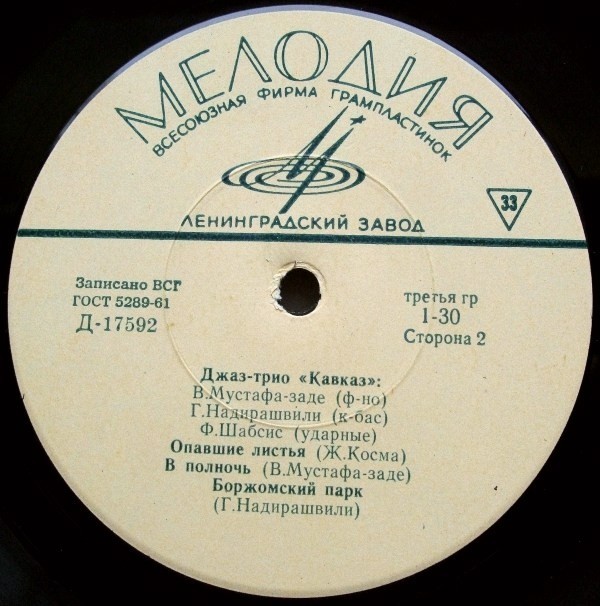 МЕЛОДИЯ
ВСЕСОЮЗНАЯ ФИРМА ГРАМПЛАСТИНОК
ЛЕНИНГРАДСКИЙ ЗАВОД
33
Записано ВСГ
ГОСТ 5289-61
Д-17592
третья гр
1-30
Сторона 2
Джаз-трио «Кавказ»:
В.Мустафа-заде (ф-но)
Г.Надирашвили (к-бас)
Ф.Шабсис (ударные)
Опавшие листья (Ж.Косма)
В полночь (В.Мустафа-заде)
Боржомский парк
(Г.Надирашвили)